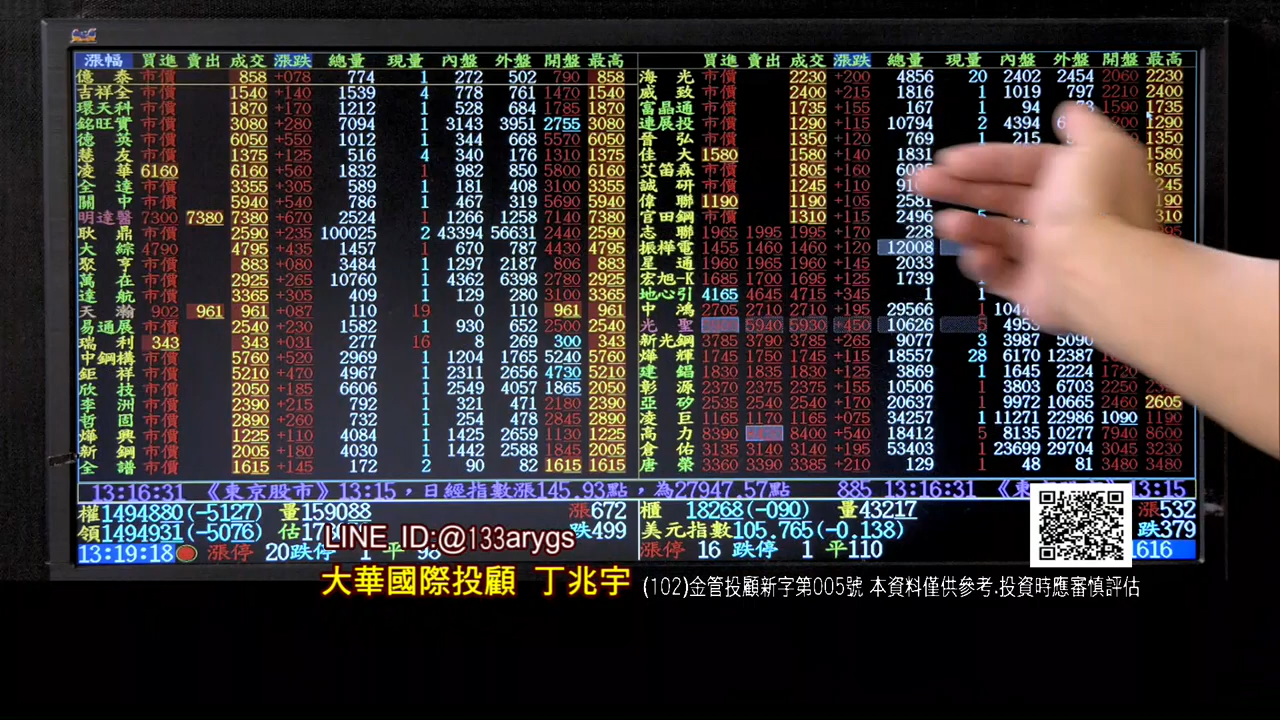 漲幅 買進 賣出 成交 漲跌 總量 現量 內盤 外盤 開盤 最高 買進 賣出 成交 漲跌 總量 現量 內盤 外盤 開盤 最高
億泰 市價 858 +078 774 1 272 502 790 858 海光 市價 2230 +200 4856 20 2402 2454 2060 2230
吉祥全 市價 1540 +140 1539 4 778 761 1470 1540 威致 市價 2400 +215 1816 1 1019 797 2210 2400
環天科 市價 1870 +170 1212 1 528 684 1785 1870 富晶通 市價 1735 +155 167 1 94 1590 1735
銘旺實 市價 3080 +280 7094 1 3143 3951 2755 3080 連展投 市價 1290 +115 10794 2 4394 1290
德英 市價 6050 +550 1012 1 344 668 5570 6050 晉弘 市價 1350 +120 769 1 215 1350
慧友 市價 1375 +125 516 4 340 176 1310 1375 佳大 1580 1580 +140 1831 1580
凌華 6160 6160 +560 1832 1 982 850 5800 6160 艾笛森 市價 1805 +160 1805
全達 市價 3355 +305 589 1 181 408 3100 3355 誠研 市價 1245 +110
關中 市價 5940 +540 786 1 467 319 5690 5940 偉聯 1190 1190 +105 2581
明達醫 7300 7380 7380 +670 2524 1 1266 1258 7140 7380 官田鋼 市價 1310 +115 2496
耿鼎 市價 2590 +235 100025 2 43394 56631 2440 2590 志聯 1965 1995 1995 +170 228
大綜 4790 4795 +435 1457 1 670 787 4430 4795 振樺電 1455 1460 1460 +120 12008
聚亨 市價 883 +080 3484 1 1297 2187 806 883 星通 1960 1965 1960 +145 2033
萬在 市價 2925 +265 10760 1 4362 6398 2780 2925 宏旭-K 1685 1700 1695 +125 1739
達航 市價 3365 +305 409 1 129 280 3100 3365 地心引 4165 4645 4715 +345 1 1
天瀚 902 961 961 +087 110 19 0 110 961 961 中鴻 2705 2710 2710 +195 29566
易通展 市價 2540 +230 1582 1 930 652 2500 2540 光聖 5940 5930 +450 10626 5
瑞利 343 343 +031 277 16 8 269 300 343 新光鋼 3785 3790 3785 +265 9077 3 3987 5090
中鋼構 市價 5760 +520 2969 1 1204 1765 5240 5760 燁輝 1745 1750 1745 +115 18557 28 6170 12387
鉅祥 市價 5210 +470 4967 1 2311 2656 4730 5210 建錩 1830 1835 1830 +125 3869 1 1645 2224
欣技 市價 2050 +185 6606 1 2549 4057 1865 2050 彰源 2370 2375 2375 +155 10506 1 3803 6703 2250
李洲 市價 2390 +215 792 1 321 471 2180 2390 亞矽 2535 2540 2540 +170 20637 1 9972 10665 2460 2605
哲固 市價 2890 +260 732 1 254 478 2845 2890 凌巨 1165 1170 1165 +075 34257 1 11271 22986 1090 1190
燁興 市價 1225 +110 4084 1 1425 2659 1130 1225 高力 8390 8400 +540 18412 5 8135 10277 7940 8600
新鋼 市價 2005 +180 4030 1 1442 2588 1845 2005 倉佑 3135 3140 3140 +195 53403 1 23699 29704 3045 3230
全譜 市價 1615 +145 172 2 90 82 1615 1615 唐榮 3360 3390 3385 +210 129 1 48 81 3480 3480
13:16:31 《東京股市》13:15，日經指數漲145.93點，為27947.57點 885 13:16:31 《東 13:15
權1494880(-5127) 量159088 漲672 櫃 18268(-090) 量43217 漲532
領1494931(-5076) 估 跌499 美元指數105.765(-0.138) 跌379
13:19:18 漲停 20跌停 1 平 98 漲停 16 跌停 1 平110 1616
LINE ID:@133arygs
大華國際投顧 丁兆宇 (102)金管投顧新字第005號 本資料僅供參考.投資時應審慎評估